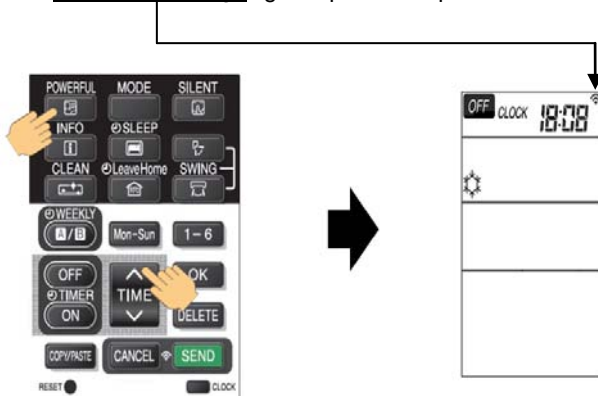 POWERFUL MODE SILENT
INFO SLEEP
CLEAN LeaveHome SWING
WEEKLY
A/B Mon-Sun 1-6
OFF OK
TIMER TIME
ON DELETE
COPY/PASTE CANCEL SEND
RESET CLOCK
OFF CLOCK 18:08